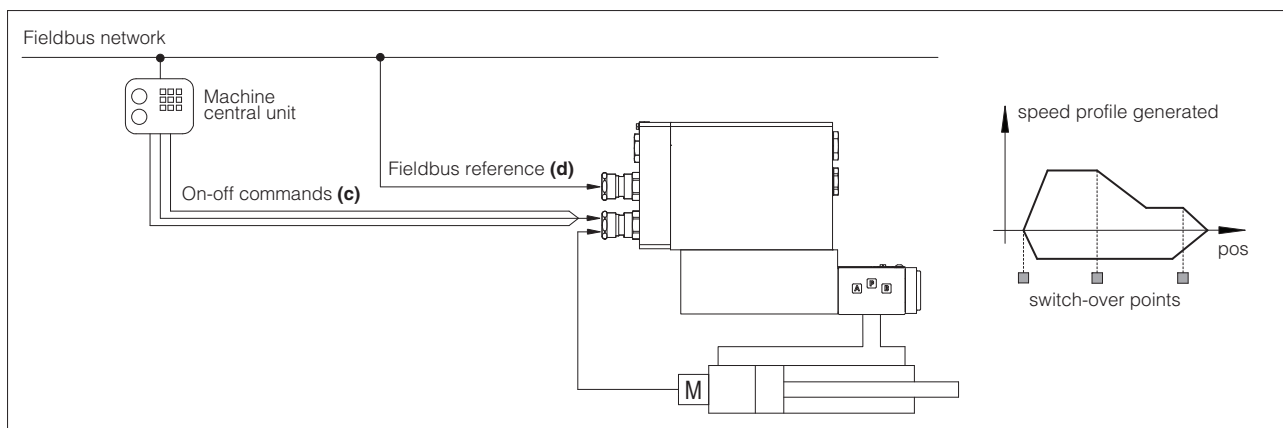 Fieldbus network
Machine
central unit
Fieldbus reference (d)
On-off commands (c)
A P B
M
speed profile generated
pos
switch-over points